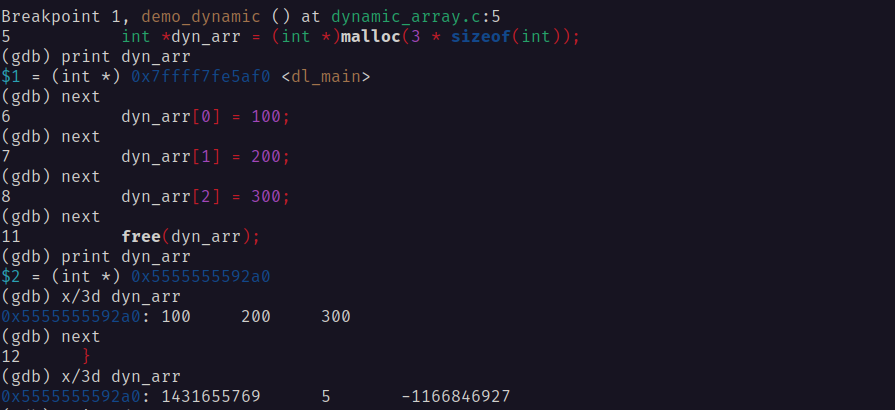 Breakpoint 1, demo_dynamic () at dynamic_array.c:5
5           int *dyn_arr = (int *)malloc(3 * sizeof(int));
(gdb) print dyn_arr
$1 = (int *) 0x7ffff7fe5af0 <dl_main>
(gdb) next
6           dyn_arr[0] = 100;
(gdb) next
7           dyn_arr[1] = 200;
(gdb) next
8           dyn_arr[2] = 300;
(gdb) next
11          free(dyn_arr);
(gdb) print dyn_arr
$2 = (int *) 0x5555555592a0
(gdb) x/3d dyn_arr
0x5555555592a0: 100     200     300
(gdb) next
12      }
(gdb) x/3d dyn_arr
0x5555555592a0: 1431655769      5       -1166846927